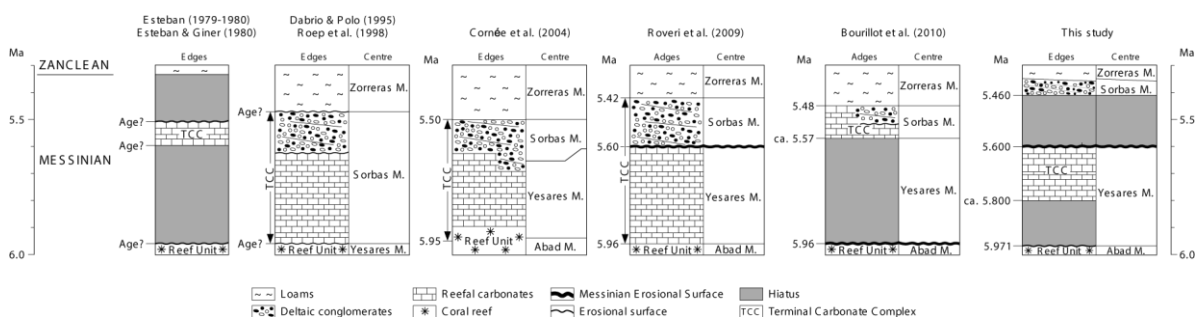 Esteban (1979-1980)
Esteban & Giner (1980)
Dabrio & Polo (1995)
Roep et al. (1998)
Cornée et al. (2004)
Roveri et al. (2009)
Bourillot et al. (2010)
This study
Ma
Edges
Edges
Centre
Ma
Edges
Centre
Ma
Adges
Centre
Ma
Edges
Centre
Ma
Edges
Centre
Ma
ZANCLEAN
5.5
MESSINIAN
6.0
Age?
TCC
Age?
Age?
Reef Unit
Age?
TCC
Age?
Reef Unit
Zorreras M.
Sorbas M.
Yesares M.
5.50
TCC
5.95
Reef Unit
Zorreras M.
Sorbas M.
Yesares M.
Abad M.
5.42
5.60
TCC
5.96
Reef Unit
Zorreras M.
Sorbas M.
Yesares M.
Abad M.
5.48
ca. 5.57
TCC
5.96
Reef Unit
Zorreras M.
Sorbas M.
Yesares M.
Abad M.
5.460
5.600
TCC
ca. 5.800
5.971
Reef Unit
Zorreras M.
Sorbas M.
Yesares M.
Abad M.
5.5
6.0
Loams
Reefal carbonates
Messinian Erosional Surface
Hiatus
Deltaic conglomerates
Coral reef
Erosional surface
TCC Terminal Carbonate Complex